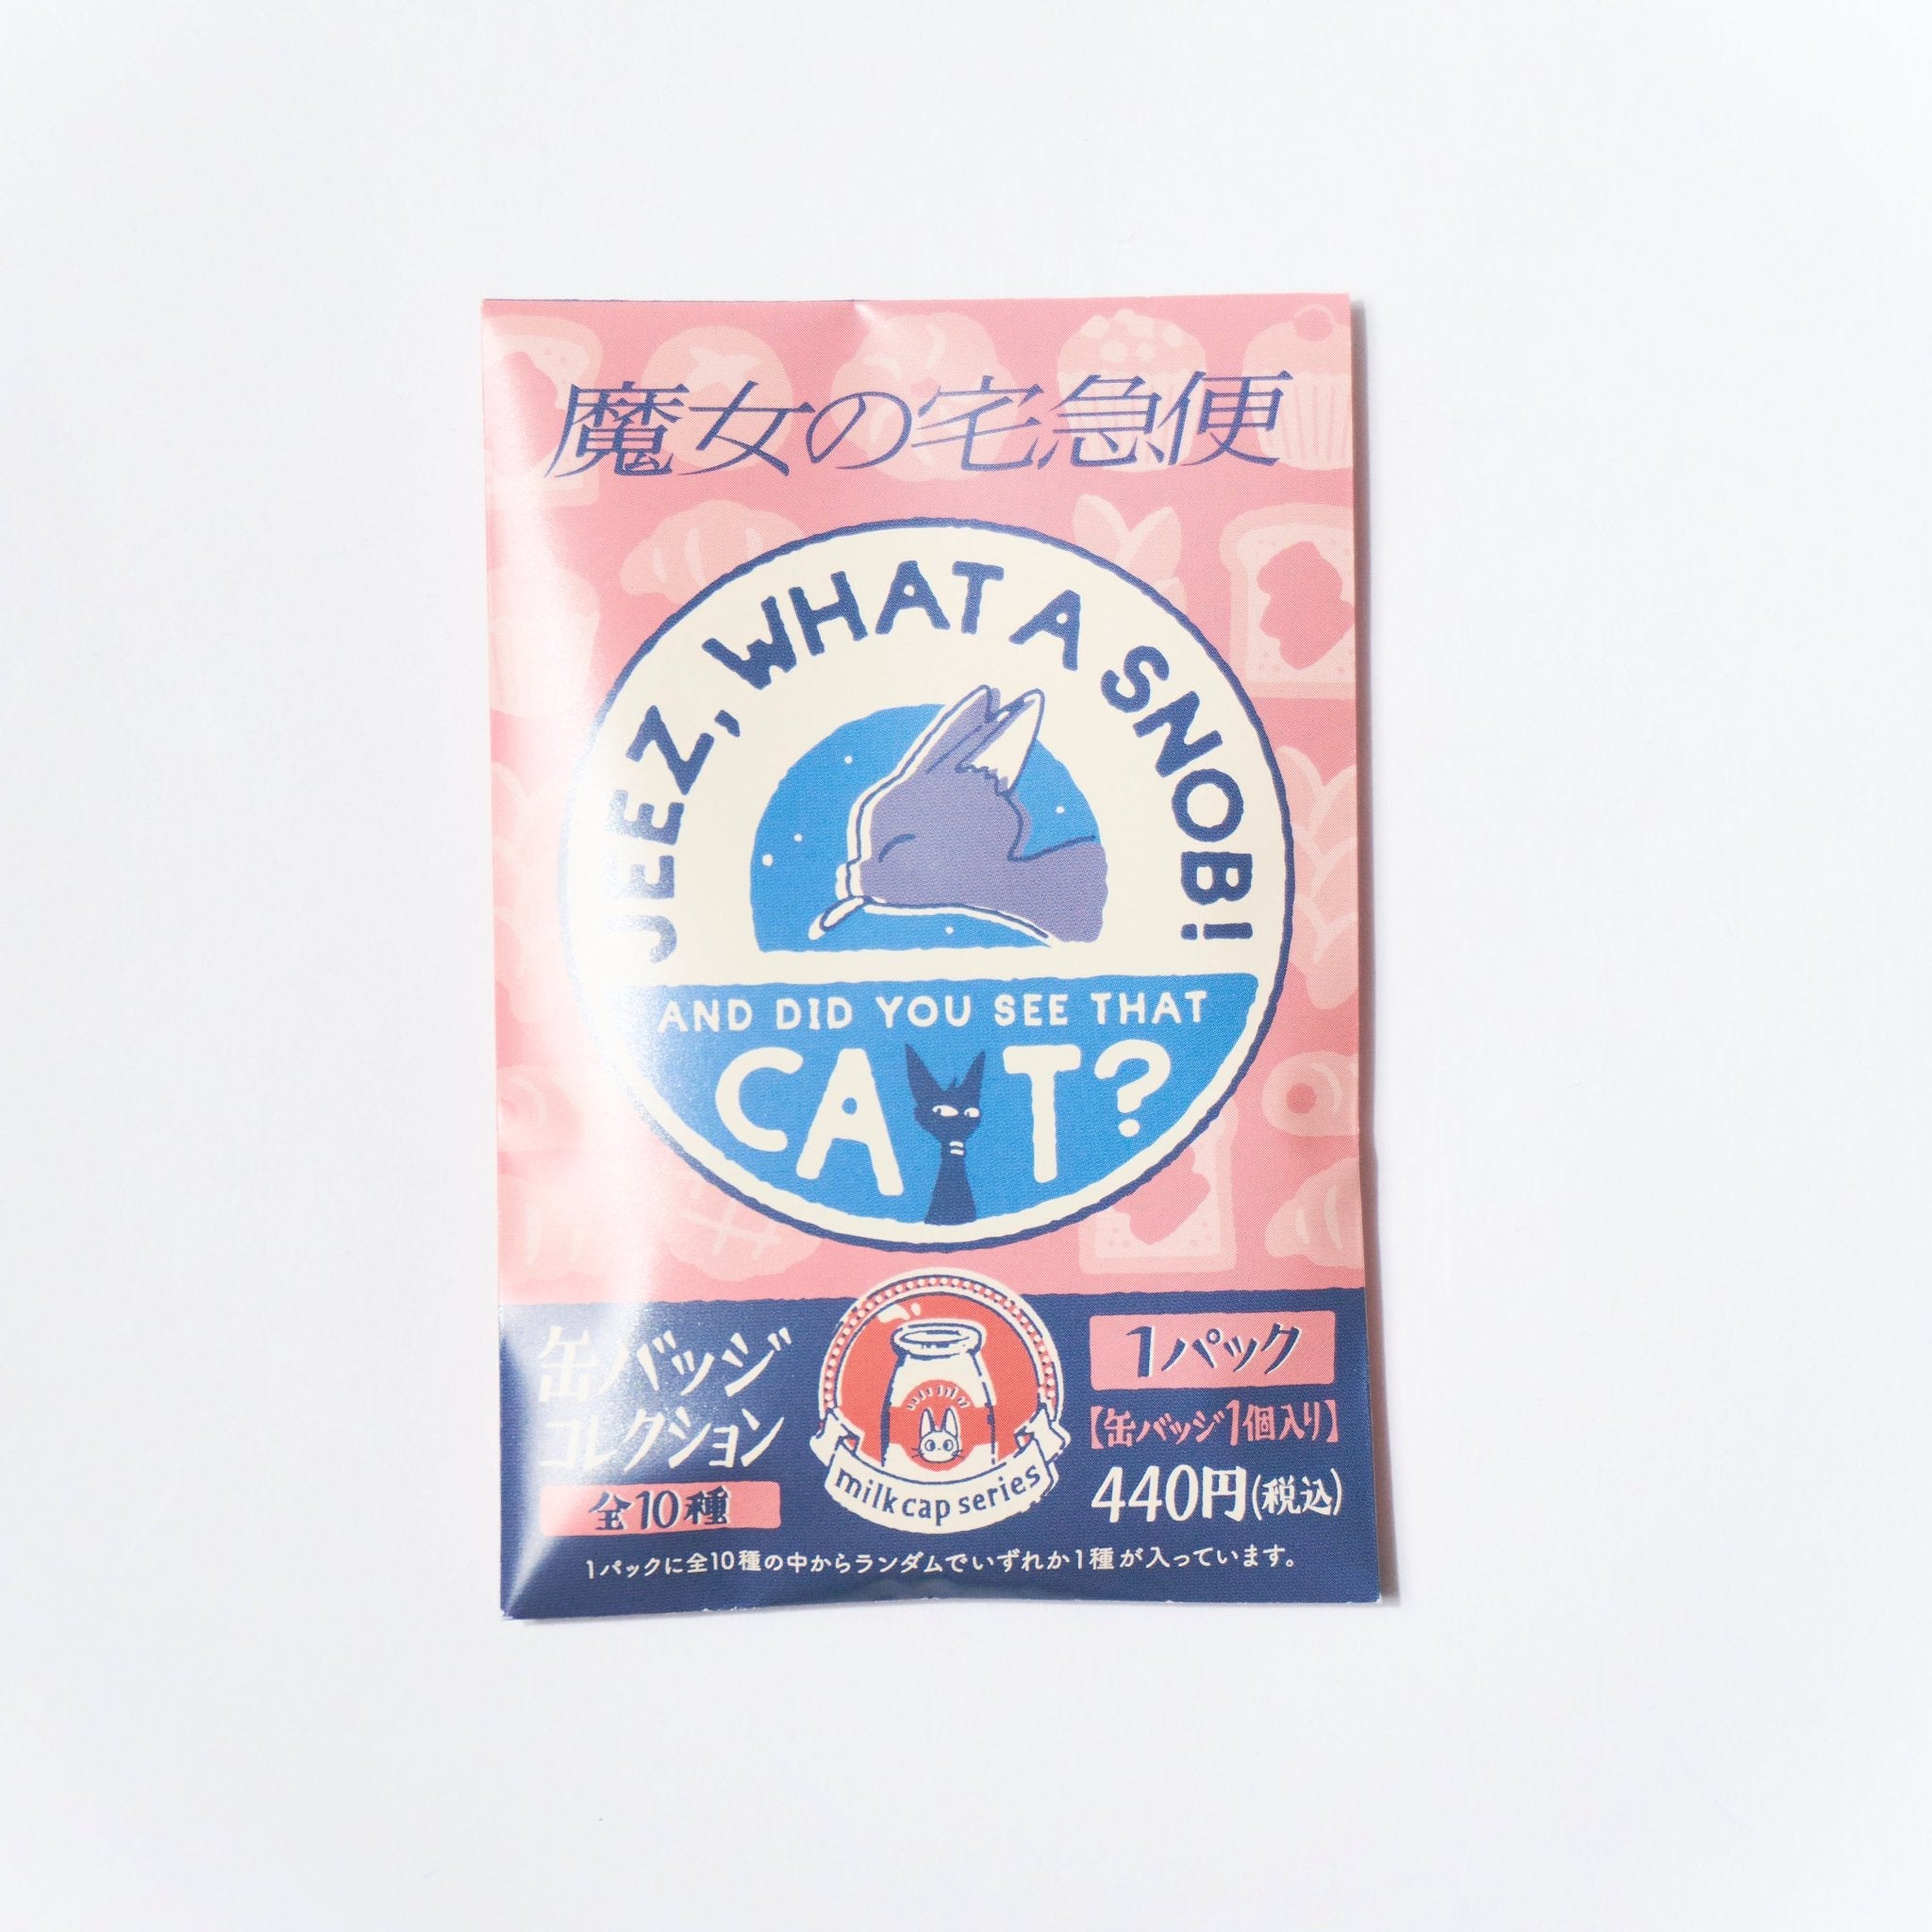 魔女の宅急便
JEEZ, WHAT A SNOB!
AND DID YOU SEE THAT
CAT?
缶バッジ
コレクション
全10種
milk cap series
1パック
【缶バッジ1個入り】
440円(税込)
1パックに全10種の中からランダムでいずれか1種が入っています。